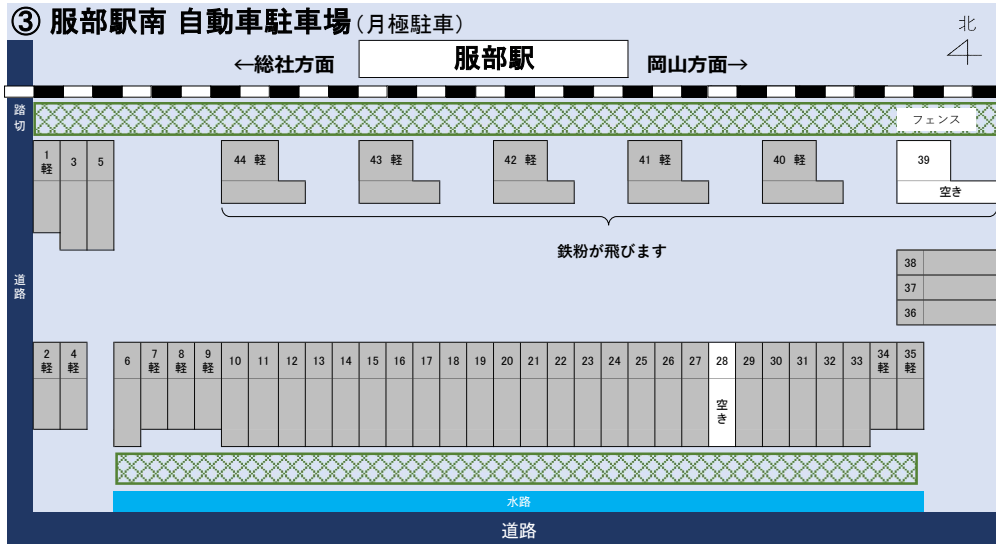 ③ 服部駅南 自動車駐車場(月極駐車)
北
←総社方面
服部駅
岡山方面→
踏切
フェンス
1 軽
3
5
44 軽
43 軽
42 軽
41 軽
40 軽
39
空き
鉄粉が飛びます
38
37
36
道路
2 軽
4 軽
6
7 軽
8 軽
9 軽
10
11
12
13
14
15
16
17
18
19
20
21
22
23
24
25
26
27
28
空き
29
30
31
32
33
34 軽
35 軽
水路
道路